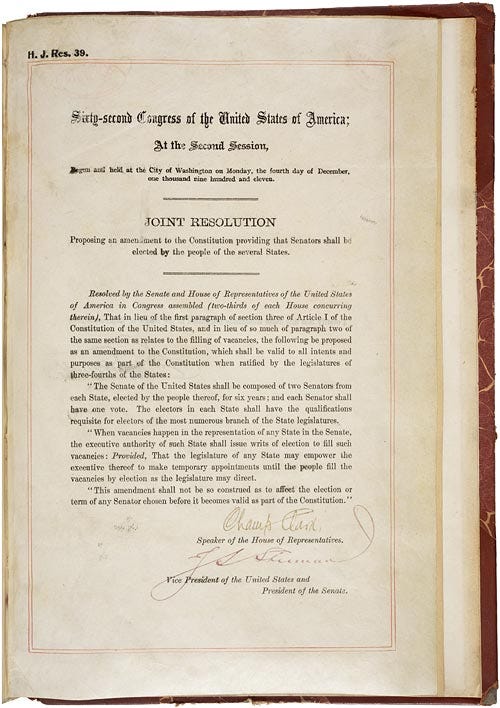 H. J. Res. 39.
Sixty-second Congress of the United States of America;
At the Second Session,
Begun and held at the City of Washington on Monday, the fourth day of December,
one thousand nine hundred and eleven.
JOINT RESOLUTION
Proposing an amendment to the Constitution providing that Senators shall be
elected by the people of the several States.
Resolved by the Senate and House of Representatives of the United States
of America in Congress assembled (two-thirds of each House concurring
therein), That in lieu of the first paragraph of section three of Article I of the
Constitution of the United States, and in lieu of so much of paragraph two of
the same section as relates to the filling of vacancies, the following be proposed
as an amendment to the Constitution, which shall be valid to all intents and
purposes as part of the Constitution when ratified by the legislatures of
three-fourths of the States:
"The Senate of the United States shall be composed of two Senators from
each State, elected by the people thereof, for six years; and each Senator shall
have one vote. The electors in each State shall have the qualifications
requisite for electors of the most numerous branch of the State legislatures.
"When vacancies happen in the representation of any State in the Senate,
the executive authority of such State shall issue writs of election to fill such
vacancies: Provided, That the legislature of any State may empower the
executive thereof to make temporary appointments until the people fill the
vacancies by election as the legislature may direct.
"This amendment shall not be so construed as to affect the election or
term of any Senator chosen before it becomes valid as part of the Constitution."
Champ Clark
Speaker of the House of Representatives.
J S Sherman
Vice President of the United States and
President of the Senate.